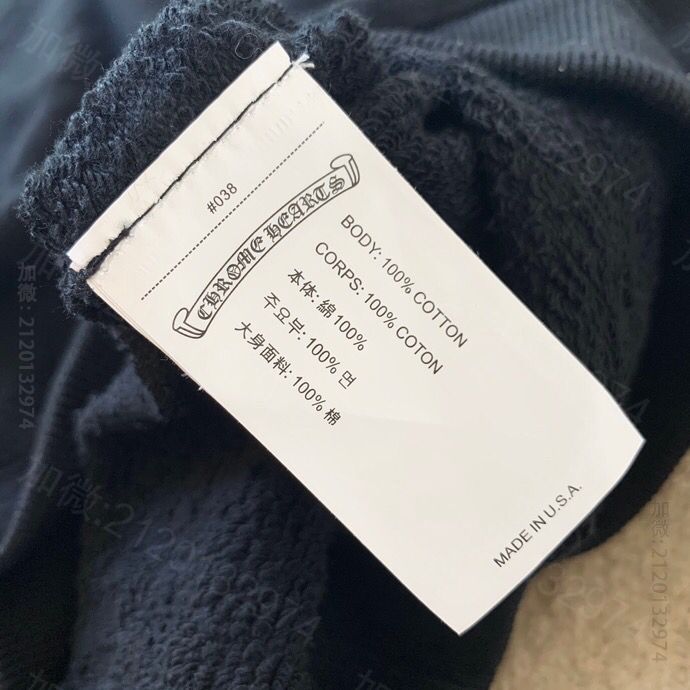 #038
CHROME HEARTS
BODY: 100% COTTON
CORPS: 100% COTON
本体: 綿 100%
주요부: 100% 면
大身面料: 100% 棉
MADE IN U.S.A.
加微: 2120132974
加微:2120132974